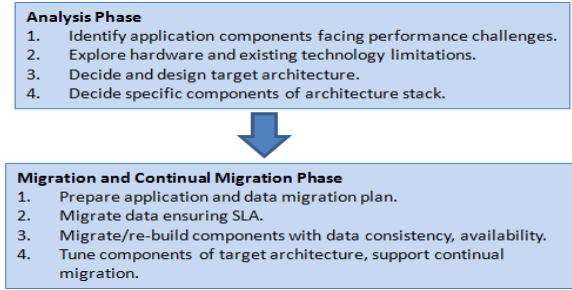 Analysis Phase
1. Identify application components facing performance challenges.
2. Explore hardware and existing technology limitations.
3. Decide and design target architecture.
4. Decide specific components of architecture stack.
Migration and Continual Migration Phase
1. Prepare application and data migration plan.
2. Migrate data ensuring SLA.
3. Migrate/re-build components with data consistency, availability.
4. Tune components of target architecture, support continual
migration.